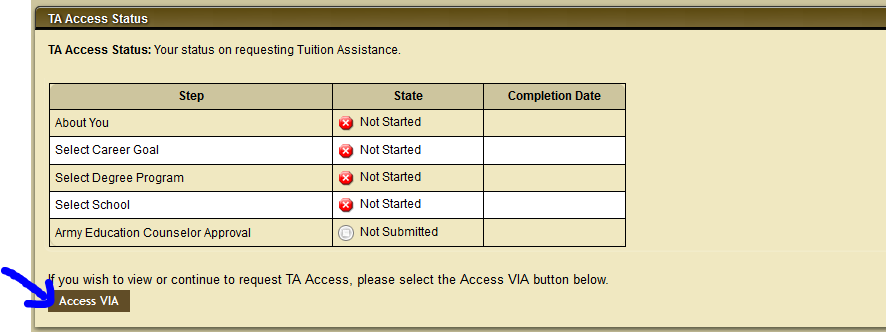 TA Access Status
TA Access Status: Your status on requesting Tuition Assistance.
Step State Completion Date
About You Not Started
Select Career Goal Not Started
Select Degree Program Not Started
Select School Not Started
Army Education Counselor Approval Not Submitted
If you wish to view or continue to request TA Access, please select the Access VIA button below.
Access VIA